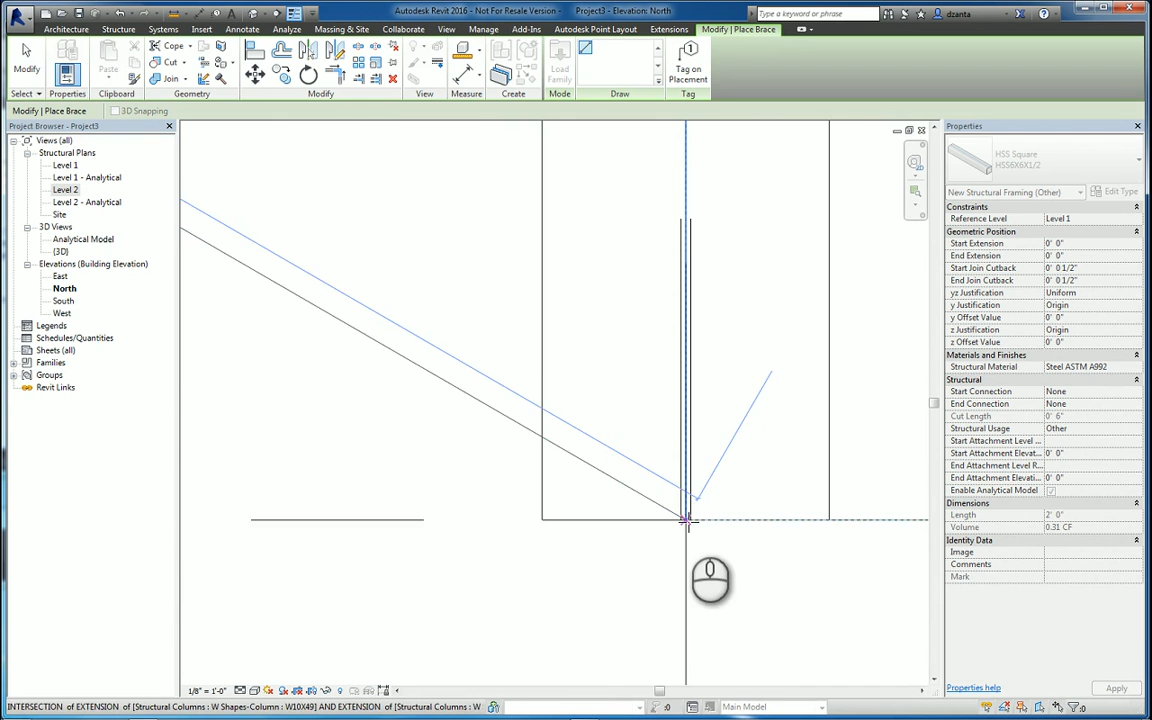 Autodesk Revit 2016 - Not For Resale Version - Project3 - Elevation: North
Type a keyword or phrase
dzanta
Architecture Structure Systems Insert Annotate Analyze Massing & Site Collaborate View Manage Add-Ins Autodesk Point Layout Extensions Modify | Place Brace
Modify
Paste
Cope
Cut
Join
Load Family
Tag on Placement
1
Select Properties Clipboard Geometry Modify View Measure Create Mode Draw Tag
Modify | Place Brace 3D Snapping
Project Browser - Project3
Views (all)
Structural Plans
Level 1
Level 1 - Analytical
Level 2
Level 2 - Analytical
Site
3D Views
Analytical Model
{3D}
Elevations (Building Elevation)
East
North
South
West
Legends
Schedules/Quantities
Sheets (all)
Families
Groups
Revit Links
Properties
HSS Square
HSS6X6X1/2
New Structural Framing (Other) Edit Type
Constraints
Reference Level Level 1
Geometric Position
Start Extension 0' 0"
End Extension 0' 0"
Start Join Cutback 0' 0 1/2"
End Join Cutback 0' 0 1/2"
yz Justification Uniform
y Justification Origin
y Offset Value 0' 0"
z Justification Origin
z Offset Value 0' 0"
Materials and Finishes
Structural Material Steel ASTM A992
Structural
Start Connection None
End Connection None
Cut Length 0' 6"
Structural Usage Other
Start Attachment Level ...
Start Attachment Elevat... 0' 0"
End Attachment Level R...
End Attachment Elevati... 0' 0"
Enable Analytical Model
Dimensions
Length 2' 0"
Volume 0.31 CF
Identity Data
Image
Comments
Mark
Properties help Apply
1/8" = 1'-0"
INTERSECTION of EXTENSION of [Structural Columns : W Shapes-Column : W10X49] AND EXTENSION of [Structural Columns : W
:0 Main Model :0